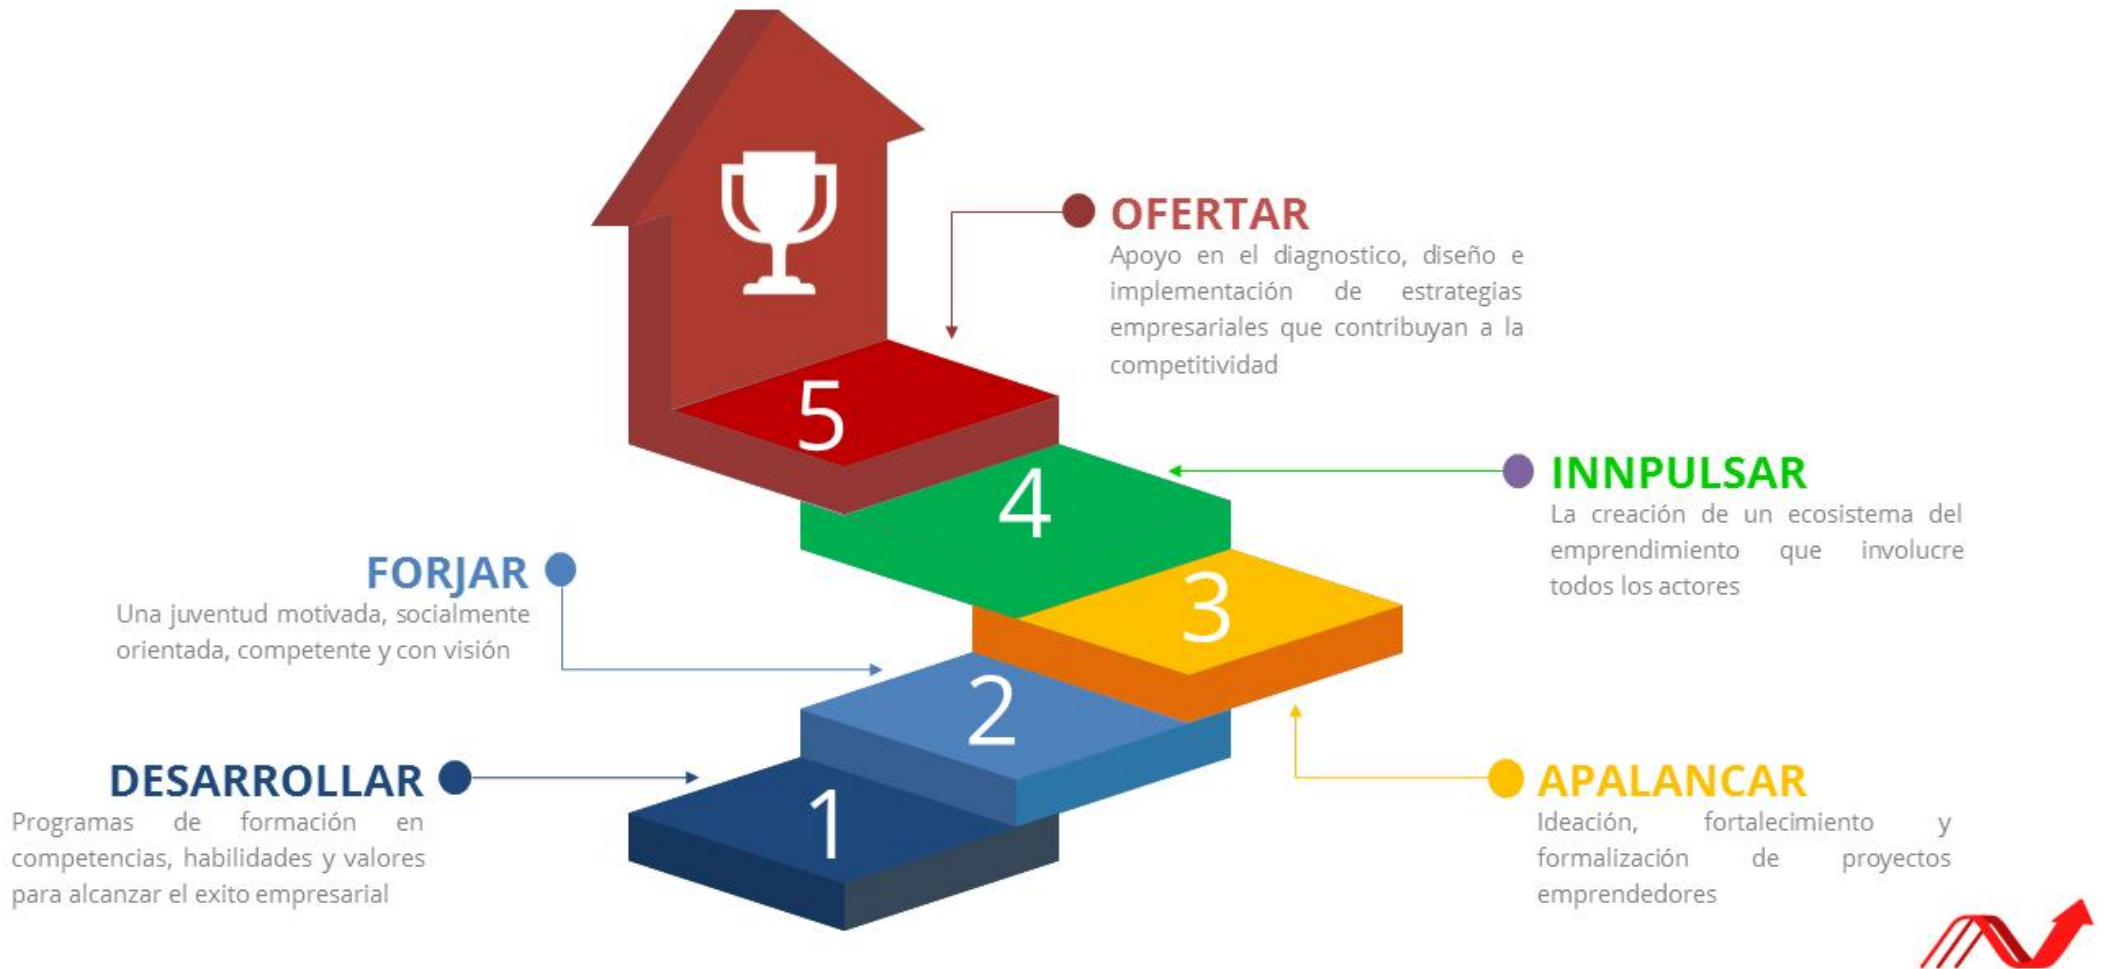 OFERTAR
Apoyo en el diagnostico, diseño e
implementación de estrategias
empresariales que contribuyan a la
competitividad
5
INNPULSAR
La creación de un ecosistema del
emprendimiento que involucre
todos los actores
4
FORJAR
Una juventud motivada, socialmente
orientada, competente y con visión
3
2
DESARROLLAR
Programas de formación en
competencias, habilidades y valores
para alcanzar el exito empresarial
1
APALANCAR
Ideación, fortalecimiento y
formalización de proyectos
emprendedores